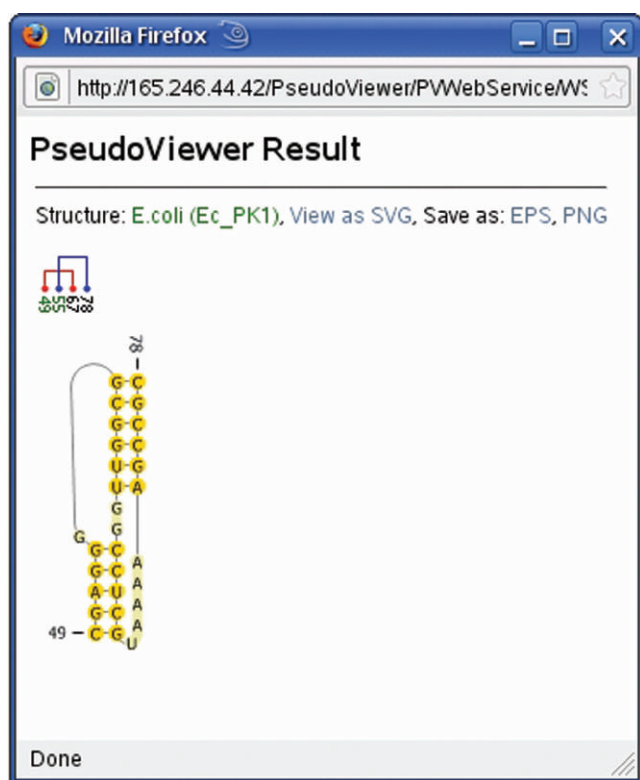 Mozilla Firefox
http://165.246.44.42/PseudoViewer/PVWebService/WS
PseudoViewer Result
Structure: E.coli (Ec_PK1), View as SVG, Save as: EPS, PNG
49 55 67 78
78
G C
C G
G C
G C
U G
U A
G
G
G
G C
A
G C
A
A U
A
G C
A
49 C G
U
Done